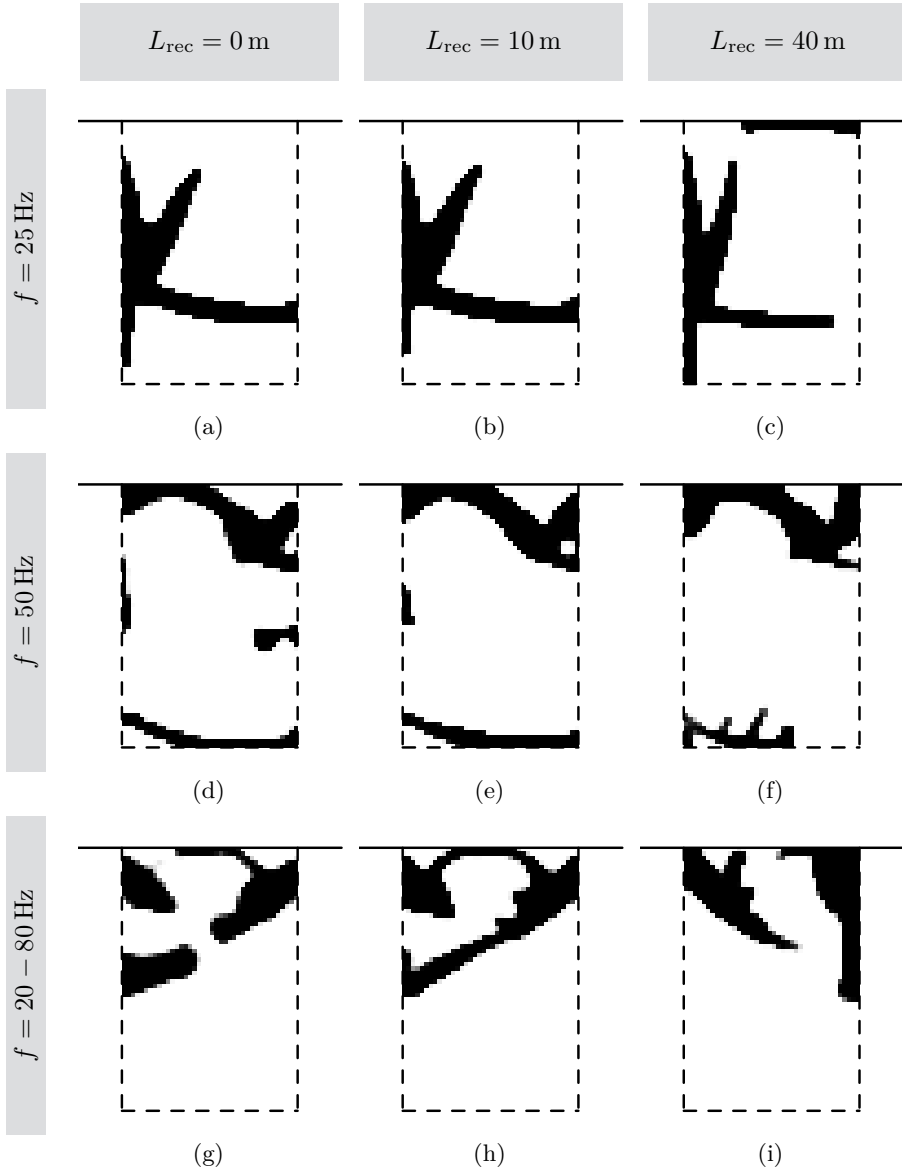 L_rec = 0 m
L_rec = 10 m
L_rec = 40 m
f = 25 Hz
(a)
(b)
(c)
f = 50 Hz
(d)
(e)
(f)
f = 20 − 80 Hz
(g)
(h)
(i)